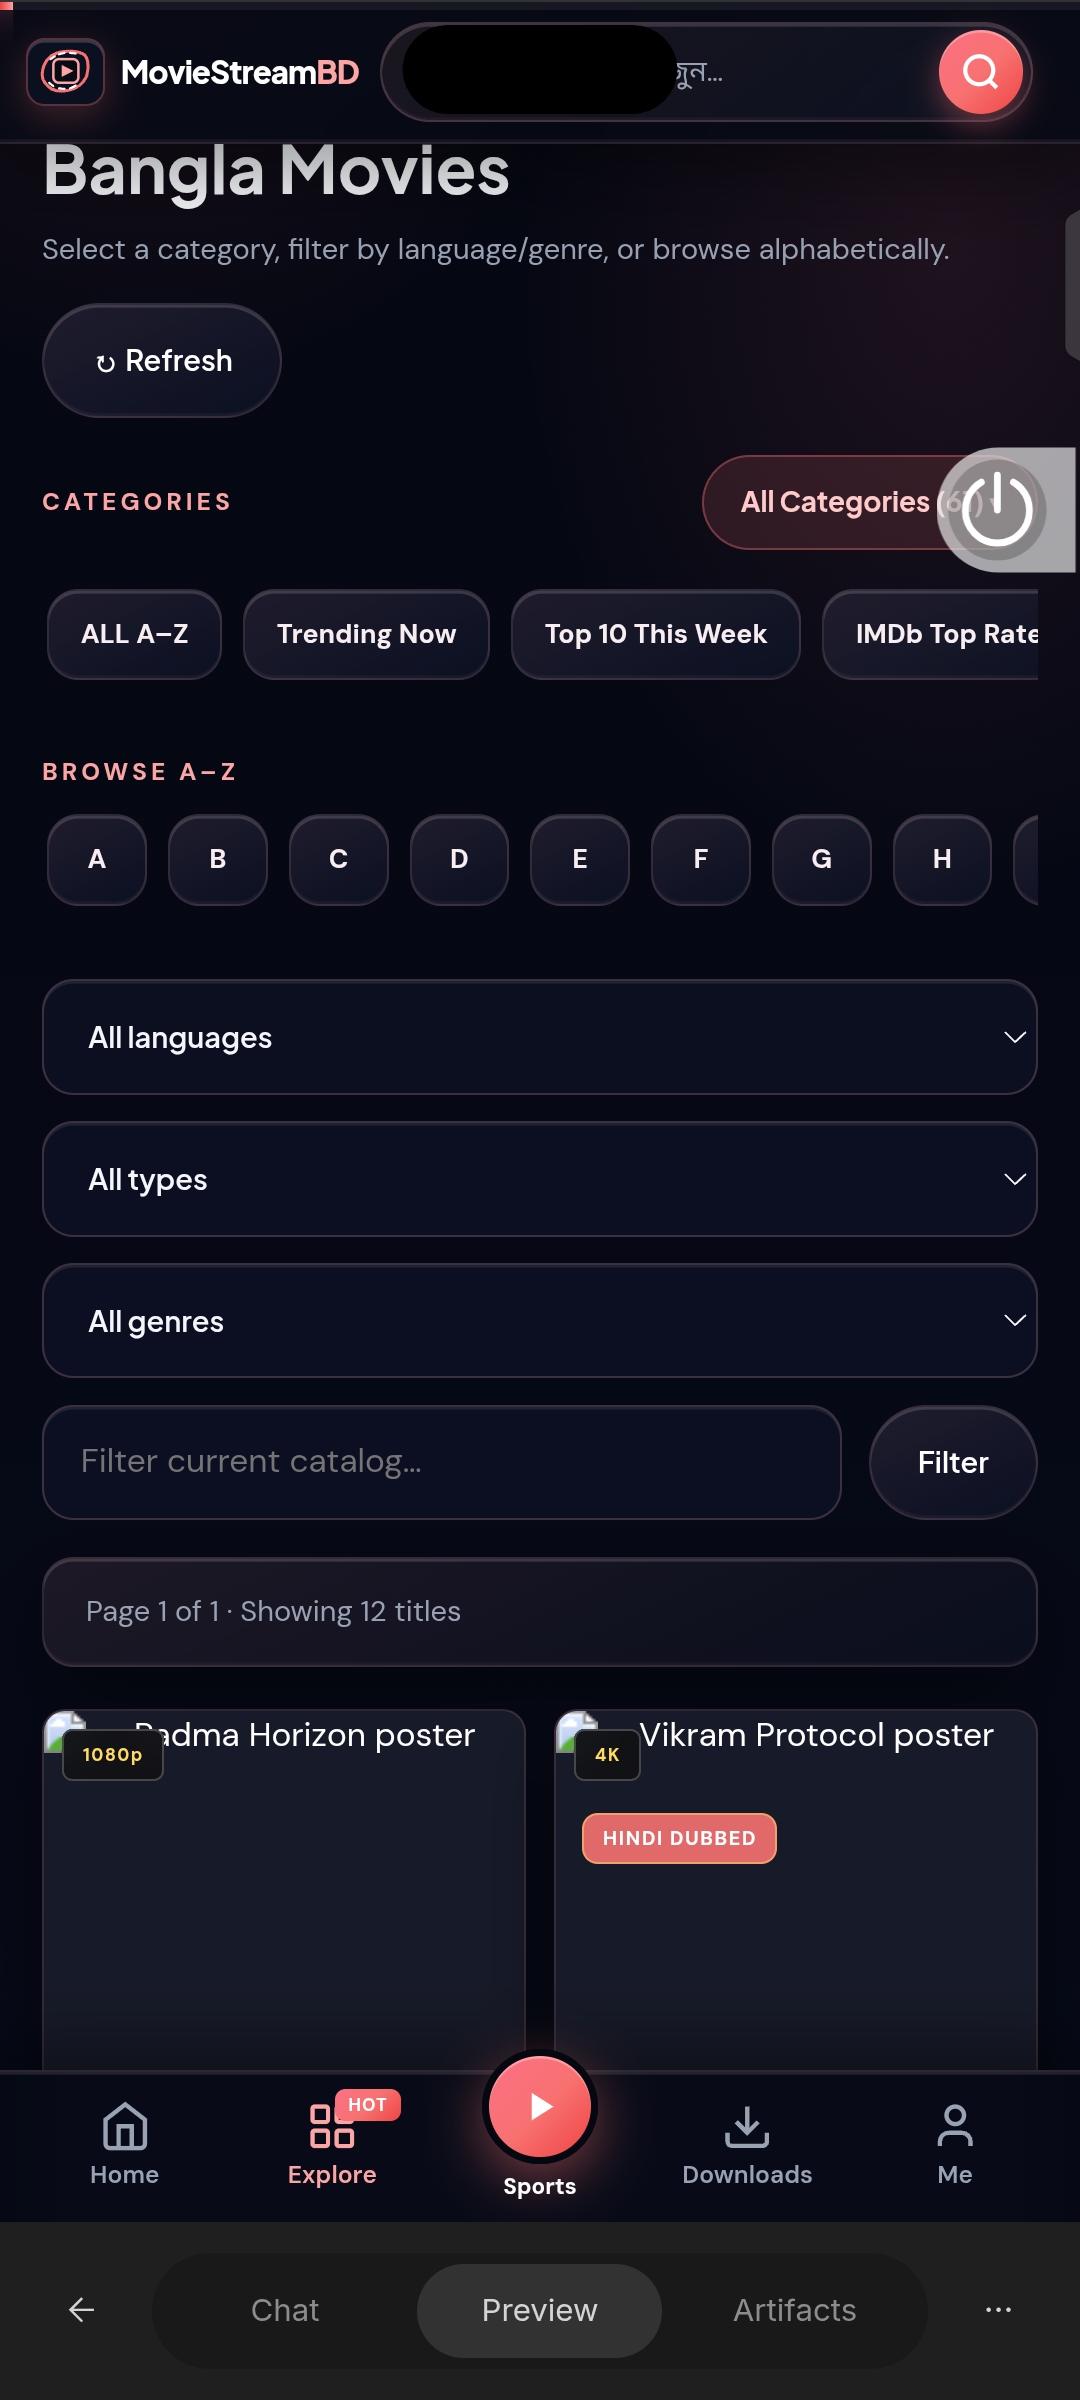 MovieStreamBD
Bangla Movies
Select a category, filter by language/genre, or browse alphabetically.
↻ Refresh
CATEGORIES
All Categories
ALL A–Z
Trending Now
Top 10 This Week
IMDb Top Rate
BROWSE A–Z
A
B
C
D
E
F
G
H
All languages
All types
All genres
Filter current catalog...
Filter
Page 1 of 1 · Showing 12 titles
Padma Horizon poster
1080p
Vikram Protocol poster
4K
HINDI DUBBED
HOT
Home
Explore
Sports
Downloads
Me
Chat
Preview
Artifacts